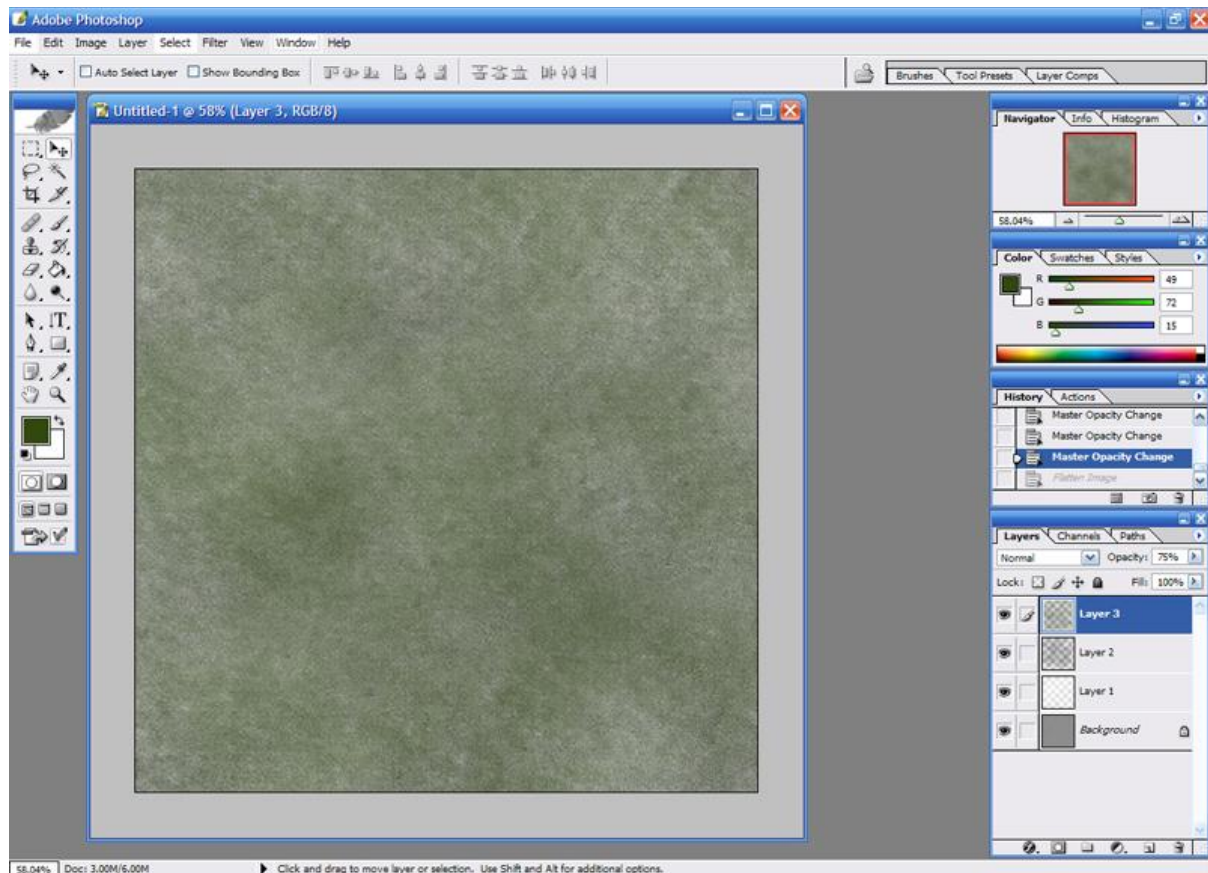 Adobe Photoshop
File Edit Image Layer Select Filter View Window Help
Auto Select Layer Show Bounding Box
Brushes Tool Presets Layer Comps
Untitled-1 @ 58% (Layer 3, RGB/8)
Navigator Info Histogram
58.04%
Color Swatches Styles
R 49
G 72
B 15
History Actions
Master Opacity Change
Master Opacity Change
Master Opacity Change
Flatten Image
Layers Channels Paths
Normal Opacity: 75%
Lock: Fill: 100%
Layer 3
Layer 2
Layer 1
Background
58.04% Doc: 3.00M/6.00M Click and drag to move layer or selection. Use Shift and Alt for additional options.